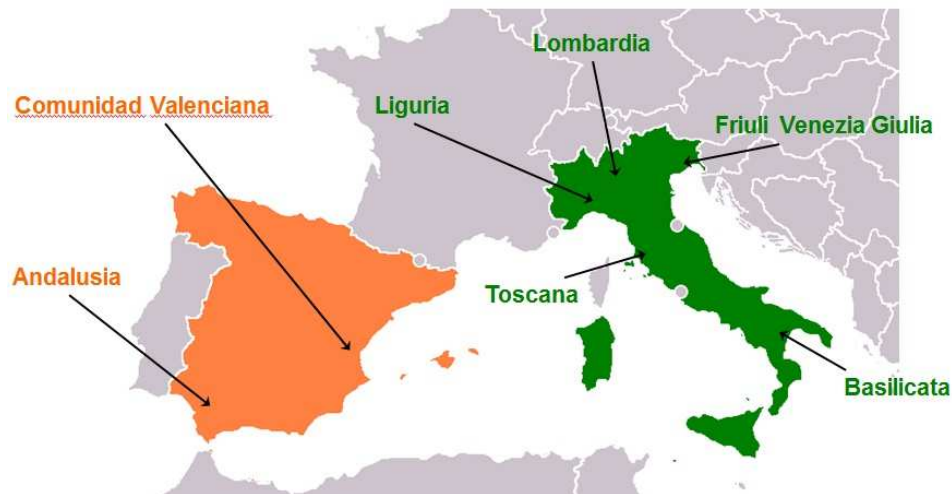 Lombardia
Comunidad Valenciana
Liguria
Friuli Venezia Giulia
Andalusia
Toscana
Basilicata